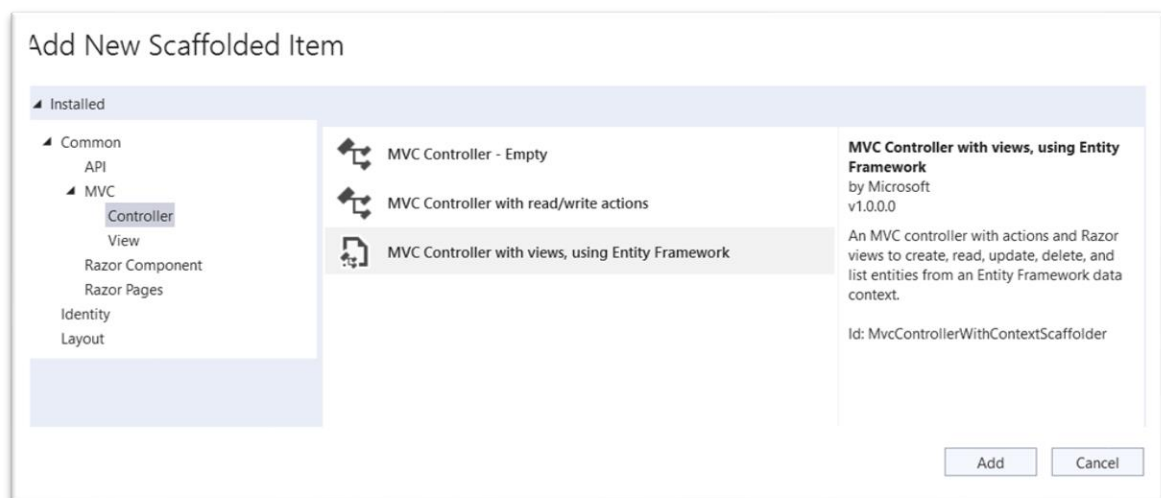 Add New Scaffolded Item
Installed
Common
API
MVC
Controller
View
Razor Component
Razor Pages
Identity
Layout
MVC Controller - Empty
MVC Controller with read/write actions
MVC Controller with views, using Entity Framework
MVC Controller with views, using Entity
Framework
by Microsoft
v1.0.0.0
An MVC controller with actions and Razor
views to create, read, update, delete, and
list entities from an Entity Framework data
context.
Id: MvcControllerWithContextScaffolder
Add
Cancel